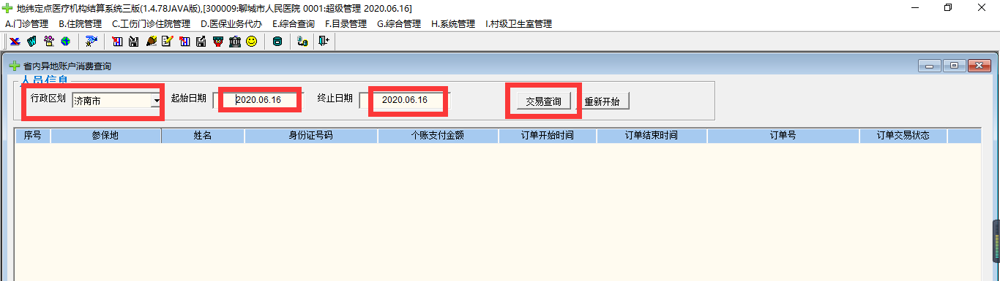 地纬定点医疗机构结算系统三版(1.4.78JAVA版),[300009:聊城市人民医院 0001:超级管理 2020.06.16]
A.门诊管理 B.住院管理 C.工伤门诊住院管理 D.医保业务代办 E.综合查询 F.目录管理 G.综合管理 H.系统管理 I.村级卫生室管理
省内异地账户消费查询
人员信息
行政区划 济南市 起始日期 2020.06.16 终止日期 2020.06.16 交易查询 重新开始
序号 参保地 姓名 身份证号码 个账支付金额 订单开始时间 订单结束时间 订单号 订单交易状态